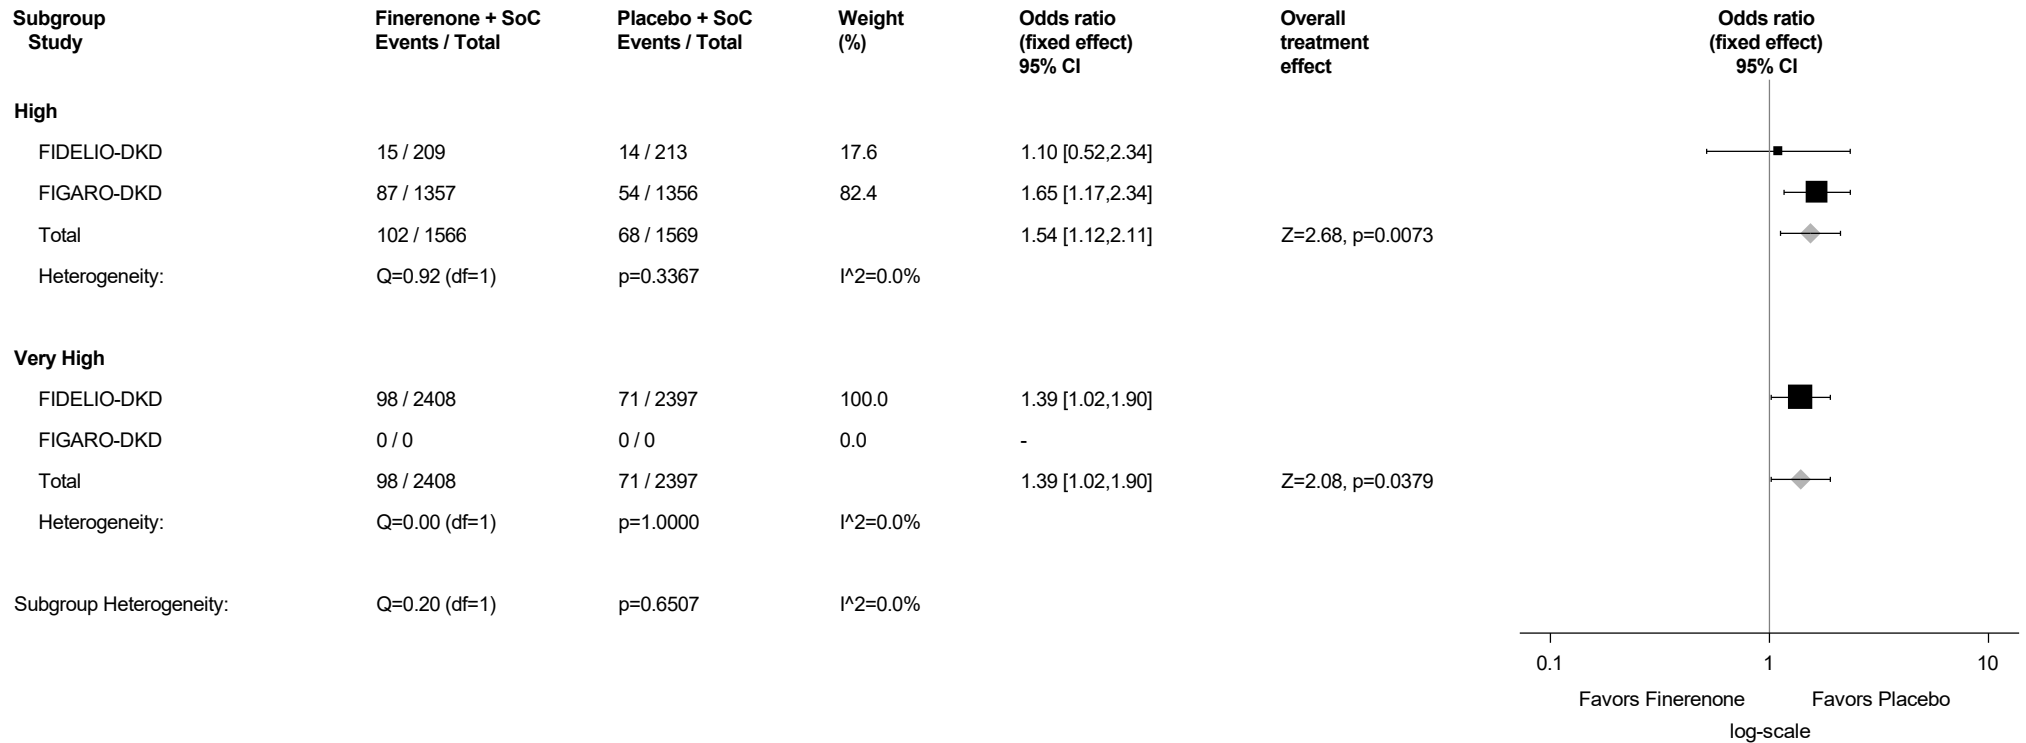 Subgroup Finerenone + SoC Placebo + SoC Weight Odds ratio Overall Odds ratio
Study Events / Total Events / Total (%) (fixed effect) treatment (fixed effect)
95% CI effect 95% CI
High
FIDELIO-DKD 15 / 209 14 / 213 17.6 1.10 [0.52,2.34]
FIGARO-DKD 87 / 1357 54 / 1356 82.4 1.65 [1.17,2.34]
Total 102 / 1566 68 / 1569 1.54 [1.12,2.11] Z=2.68, p=0.0073
Heterogeneity: Q=0.92 (df=1) p=0.3367 I^2=0.0%
Very High
FIDELIO-DKD 98 / 2408 71 / 2397 100.0 1.39 [1.02,1.90]
FIGARO-DKD 0 / 0 0 / 0 0.0 -
Total 98 / 2408 71 / 2397 1.39 [1.02,1.90] Z=2.08, p=0.0379
Heterogeneity: Q=0.00 (df=1) p=1.0000 I^2=0.0%
Subgroup Heterogeneity: Q=0.20 (df=1) p=0.6507 I^2=0.0%
0.1 1 10
Favors Finerenone Favors Placebo
log-scale